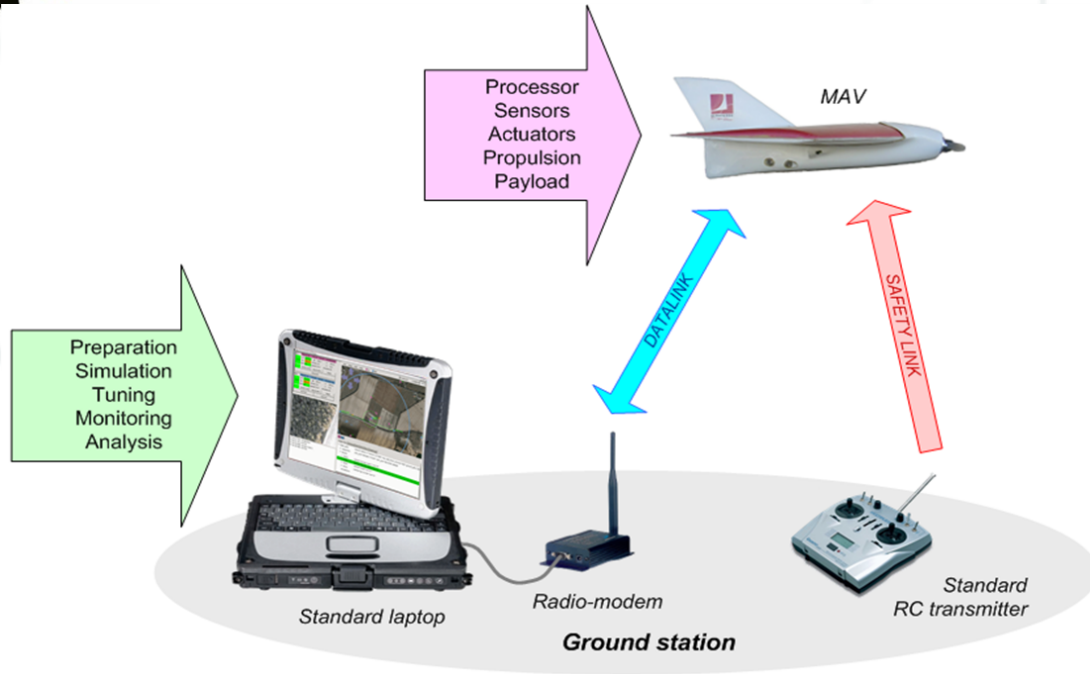 Processor
Sensors
Actuators
Propulsion
Payload
MAV
DATALINK
SAFETY LINK
Preparation
Simulation
Tuning
Monitoring
Analysis
Standard laptop
Radio-modem
Standard
RC transmitter
Ground station